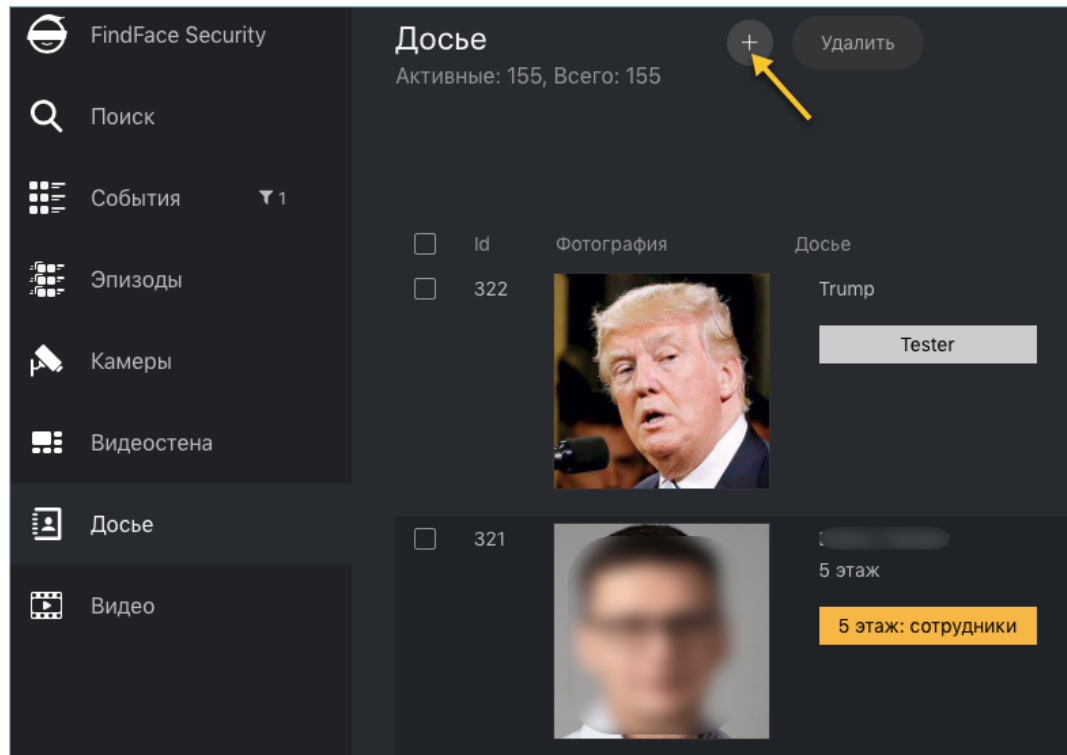 FindFace Security
Поиск
События 1
Эпизоды
Камеры
Видеостена
Досье
Видео
Досье
Активные: 155, Всего: 155
+ Удалить
Id Фотография Досье
322 Trump
Tester
321
5 этаж
5 этаж: сотрудники